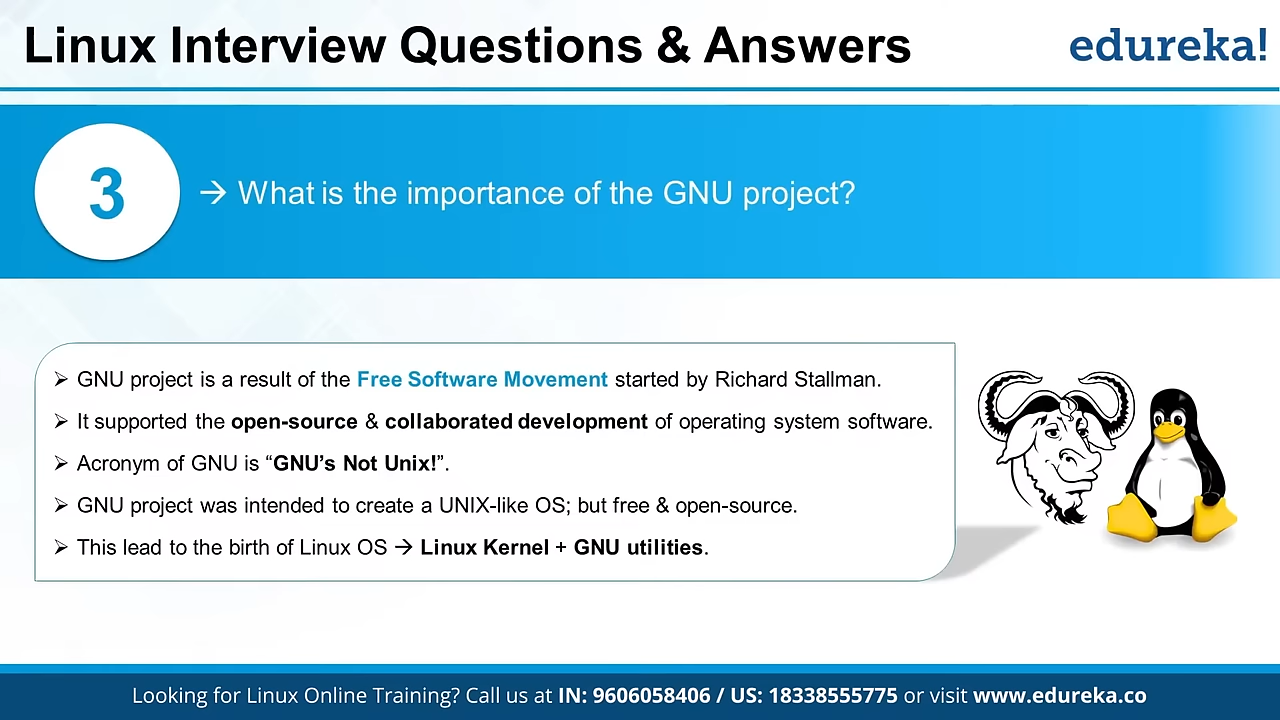 Linux Interview Questions & Answers
edureka!
3
→ What is the importance of the GNU project?
➢ GNU project is a result of the Free Software Movement started by Richard Stallman.
➢ It supported the open-source & collaborated development of operating system software.
➢ Acronym of GNU is “GNU’s Not Unix!”.
➢ GNU project was intended to create a UNIX-like OS; but free & open-source.
➢ This lead to the birth of Linux OS → Linux Kernel + GNU utilities.
Looking for Linux Online Training? Call us at IN: 9606058406 / US: 18338555775 or visit www.edureka.co